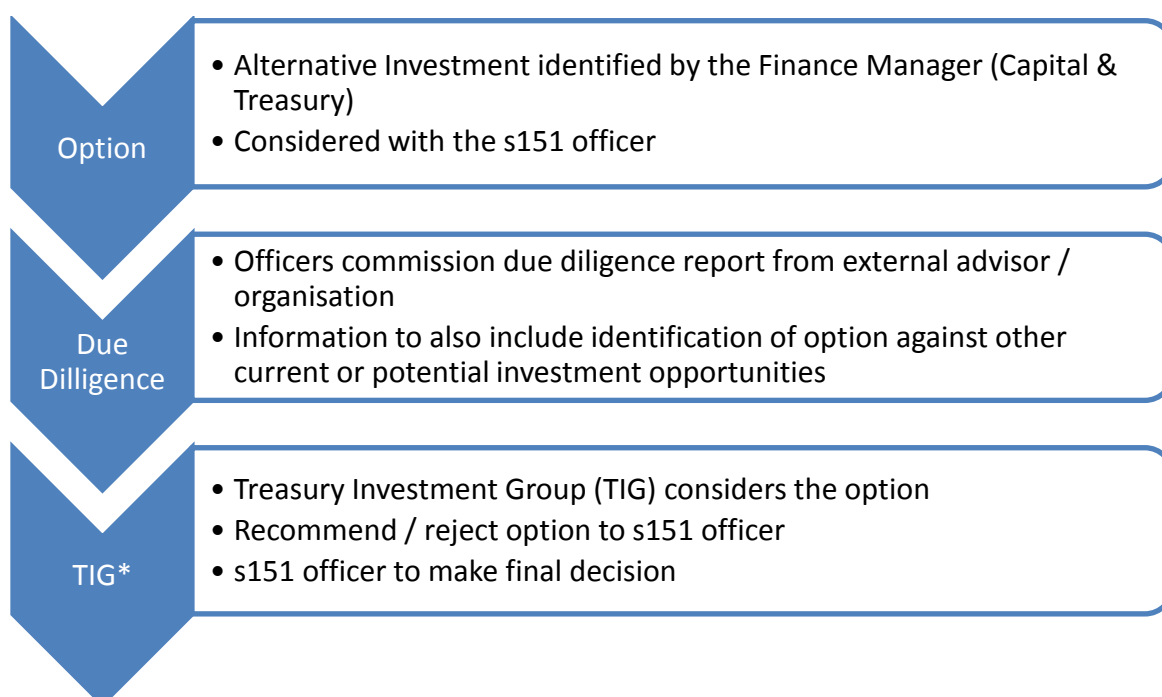 Option
• Alternative Investment identified by the Finance Manager (Capital &
Treasury)
• Considered with the s151 officer
Due
Dilligence
• Officers commission due diligence report from external advisor /
organisation
• Information to also include identification of option against other
current or potential investment opportunities
TIG*
• Treasury Investment Group (TIG) considers the option
• Recommend / reject option to s151 officer
• s151 officer to make final decision